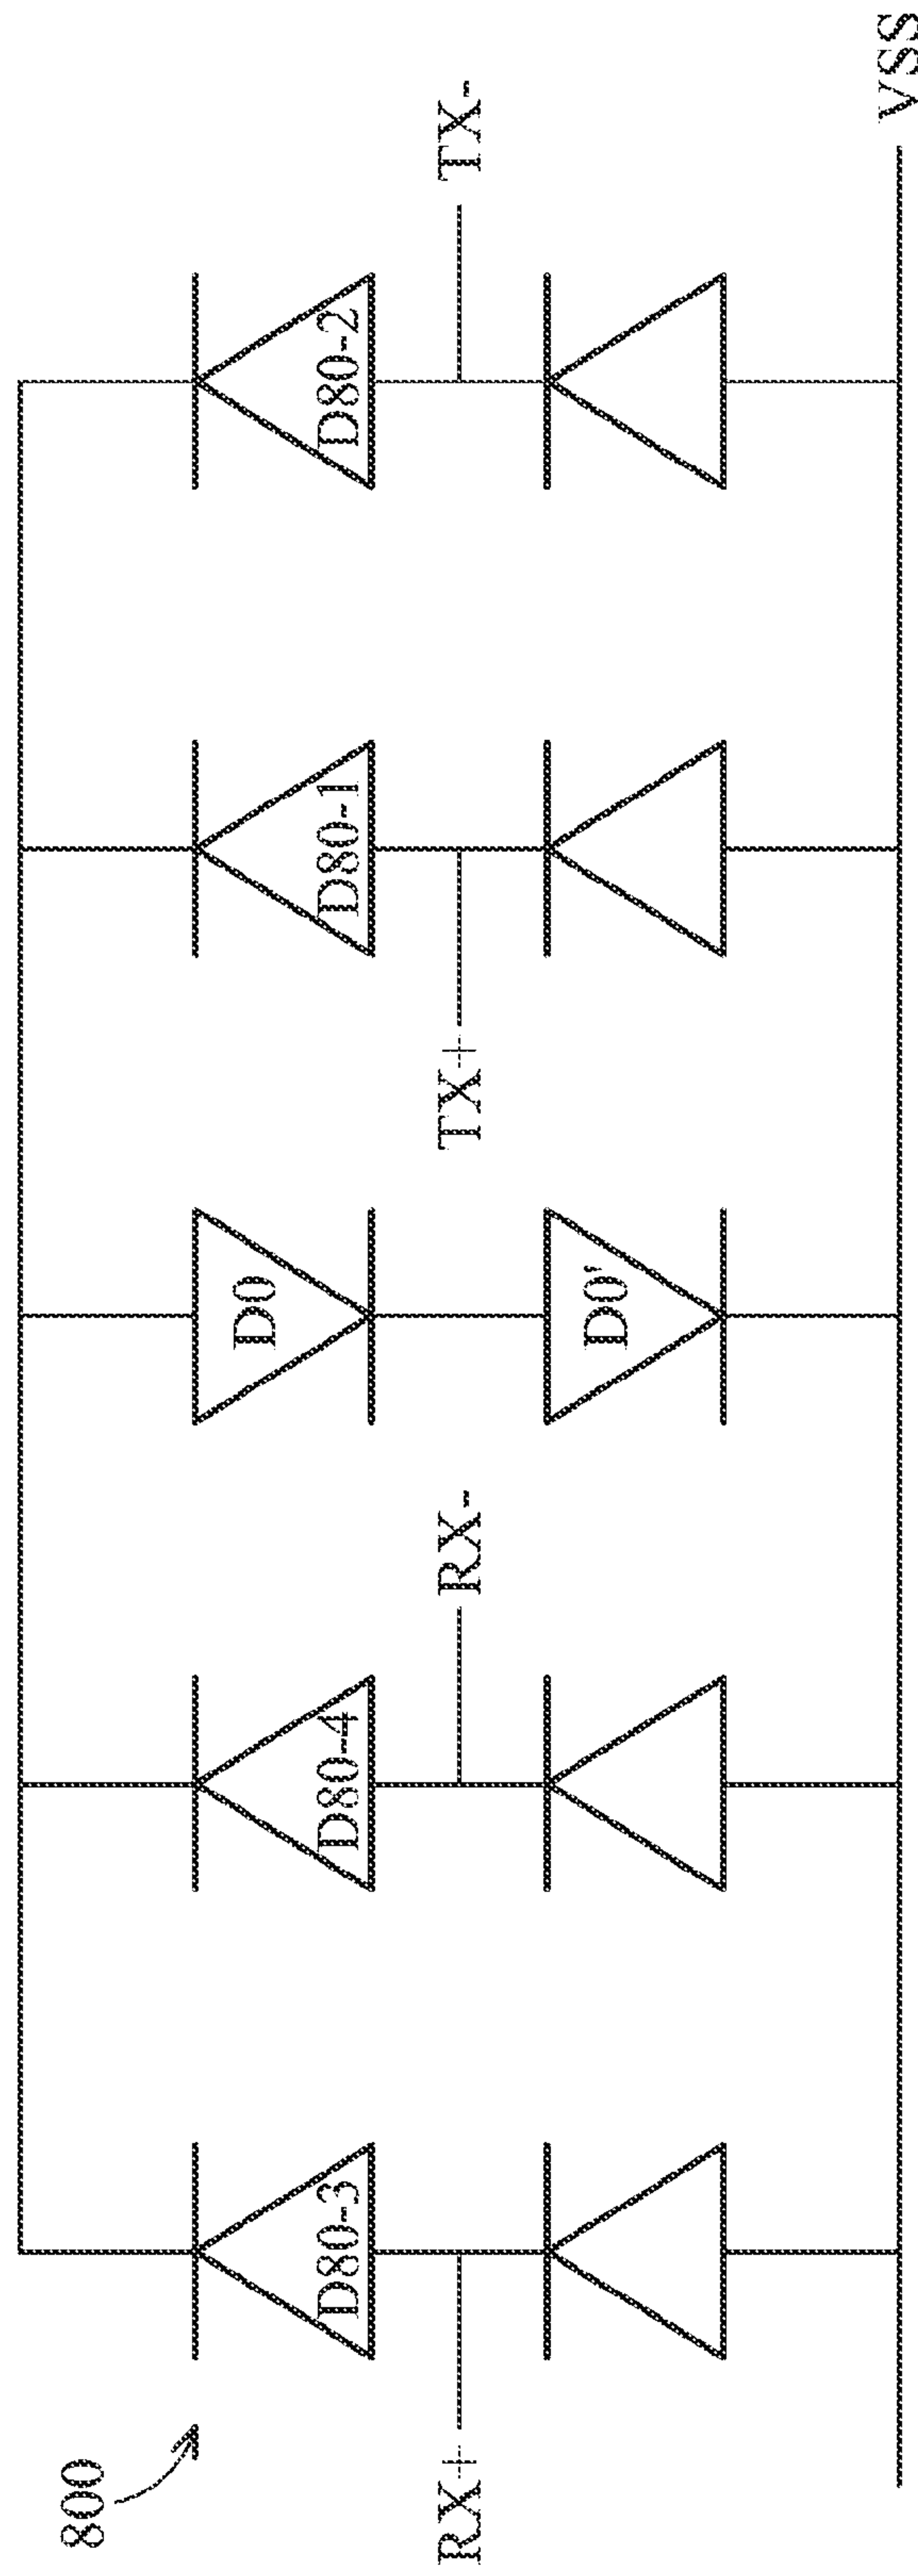 800
D80-3
D80-4
D0
D80-1
D80-2
RX+
RX-
TX+
TX-
D0'
VSS